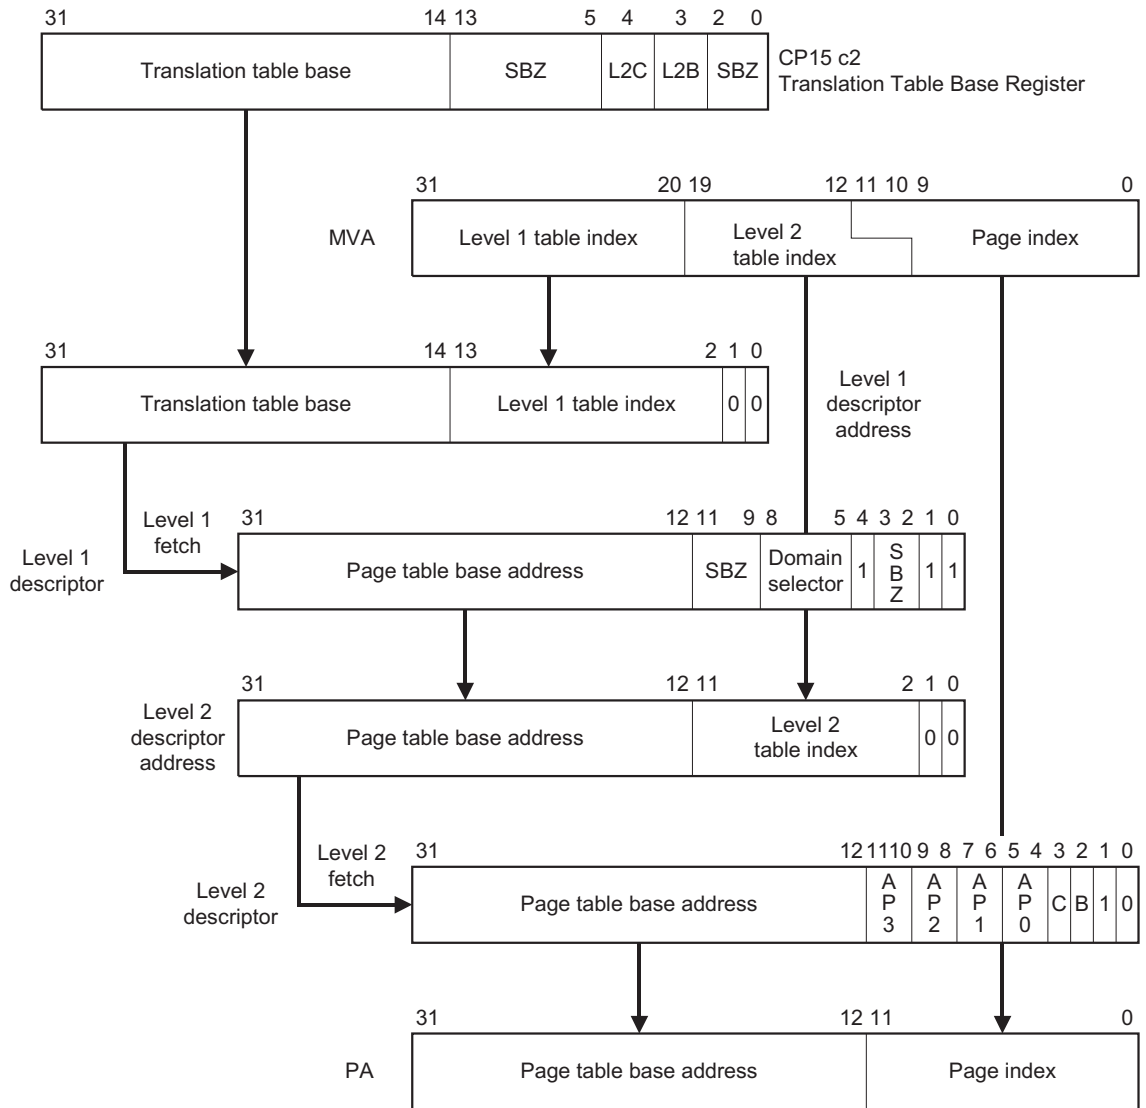 31 14 13 5 4 3 2 0
Translation table base SBZ L2C L2B SBZ
CP15 c2
Translation Table Base Register
31 20 19 12 11 10 9 0
MVA
Level 1 table index
Level 2
table index
Page index
31 14 13 2 1 0
Translation table base Level 1 table index 0 0
Level 1
descriptor
address
Level 1
fetch
Level 1
descriptor
31 12 11 9 8 5 4 3 2 1 0
Page table base address SBZ
Domain
selector
1
S
B
Z
1 1
31 12 11 2 1 0
Level 2
descriptor
address
Page table base address
Level 2
table index
0 0
Level 2
fetch
Level 2
descriptor
31 12 11 10 9 8 7 6 5 4 3 2 1 0
Page table base address
A
P
3
A
P
2
A
P
1
A
P
0
C B 1 0
31 12 11 0
PA
Page table base address Page index